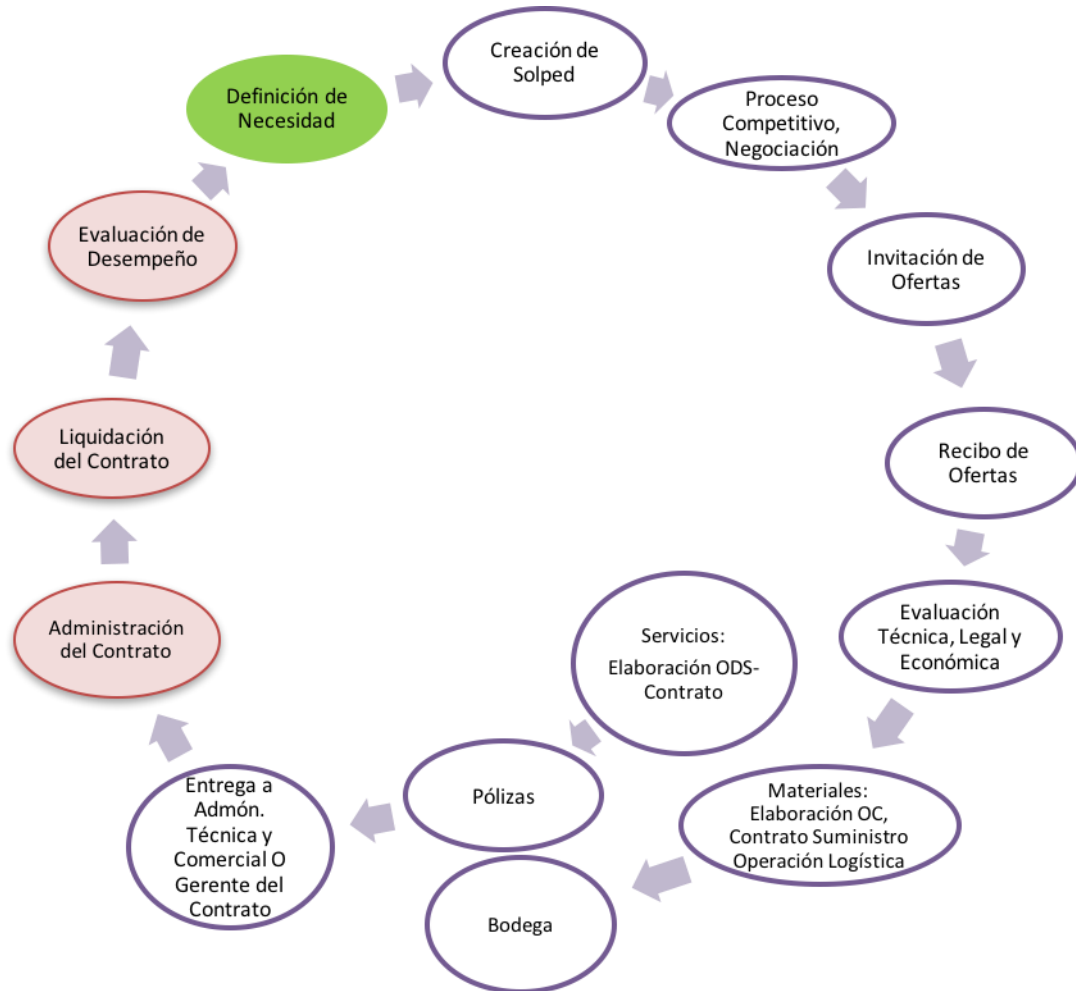 Definición de
Necesidad
Creación de
Solped
Proceso
Competitivo,
Negociación
Invitación de
Ofertas
Recibo de
Ofertas
Evaluación
Técnica, Legal y
Económica
Servicios:
Elaboración ODS-
Contrato
Materiales:
Elaboración OC,
Contrato Suministro
Operación Logística
Pólizas
Bodega
Entrega a
Admón.
Técnica y
Comercial O
Gerente del
Contrato
Administración
del Contrato
Liquidación
del Contrato
Evaluación de
Desempeño